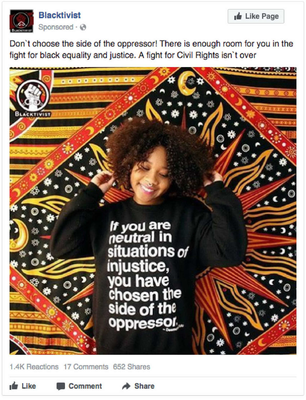 Blacktivist
Like Page
Sponsored ·
Don`t choose the side of the oppressor! There is enough room for you in the
fight for black equality and justice. A fight for Civil Rights isn`t over
BLACKTIVIST
If you are
neutral in
situations of
injustice,
you have
chosen the
side of the
oppressor.
1.4K Reactions 17 Comments 652 Shares
Like Comment Share